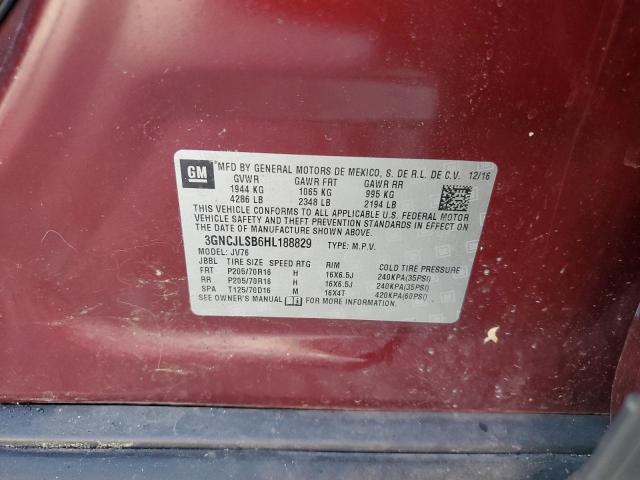 GM MFD BY GENERAL MOTORS DE MEXICO, S. DE R.L. DE C.V. 12/16
GVWR GAWR FRT GAWR RR
1944 KG 1065 KG 995 KG
4286 LB 2348 LB 2194 LB
THIS VEHICLE CONFORMS TO ALL APPLICABLE U.S. FEDERAL MOTOR
VEHICLE SAFETY AND THEFT PREVENTION STANDARDS IN EFFECT ON THE
DATE OF MANUFACTURE SHOWN ABOVE.
3GNCJLSB6HL188829 TYPE: M.P.V.
MODEL: JV76
JBBL TIRE SIZE SPEED RTG RIM COLD TIRE PRESSURE
FRT P205/70R16 H 16X6.5J 240KPA(35PSI)
RR P205/70R16 H 16X6.5J 240KPA(35PSI)
SPA T125/70D16 M 16X4T 420KPA(60PSI)
SEE OWNER'S MANUAL FOR MORE INFORMATION.